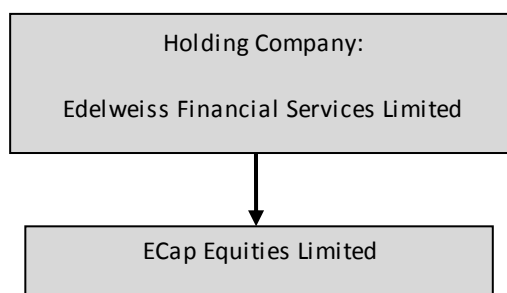 Holding Company:
Edelweiss Financial Services Limited
ECap Equities Limited